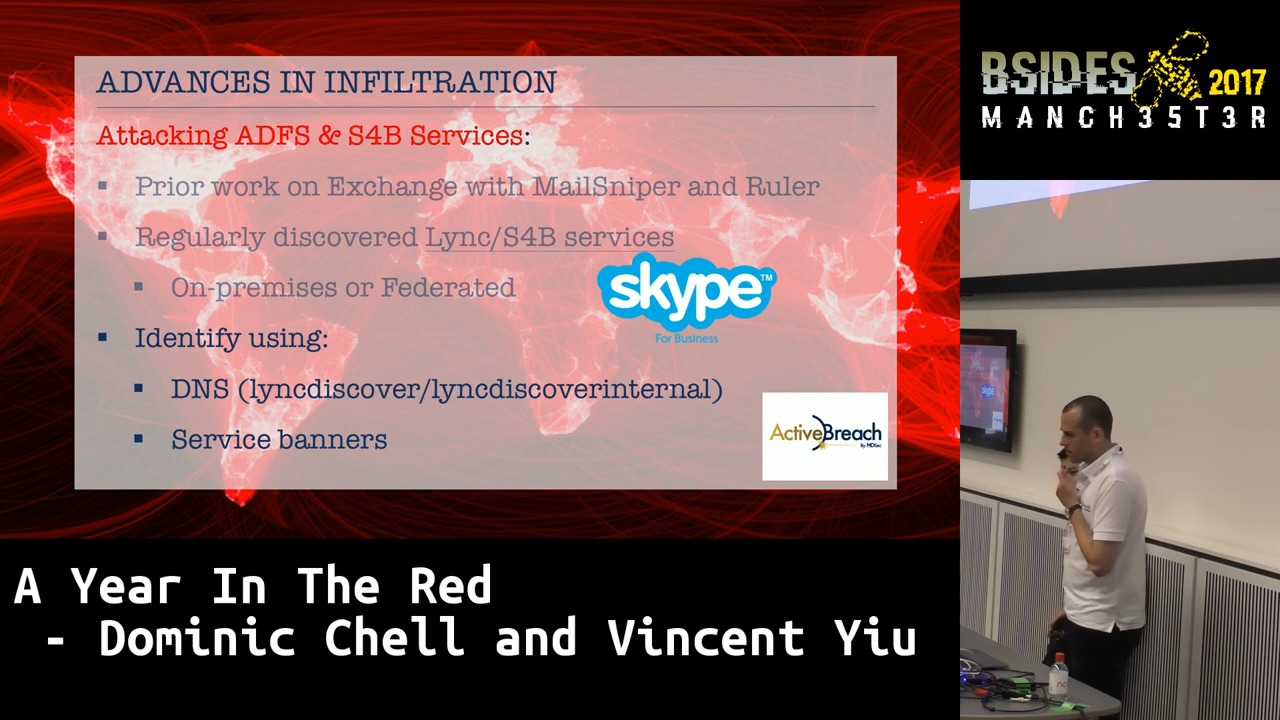 ADVANCES IN INFILTRATION
Attacking ADFS & S4B Services:
▪ Prior work on Exchange with MailSniper and Ruler
▪ Regularly discovered Lync/S4B services
▪ On-premises or Federated
skype™
For Business
▪ Identify using:
▪ DNS (lyncdiscover/lyncdiscoverinternal)
▪ Service banners
ActiveBreach
By MDSec
A Year In The Red
- Dominic Chell and Vincent Yiu
BSIDES
2017
MANCH35T3R